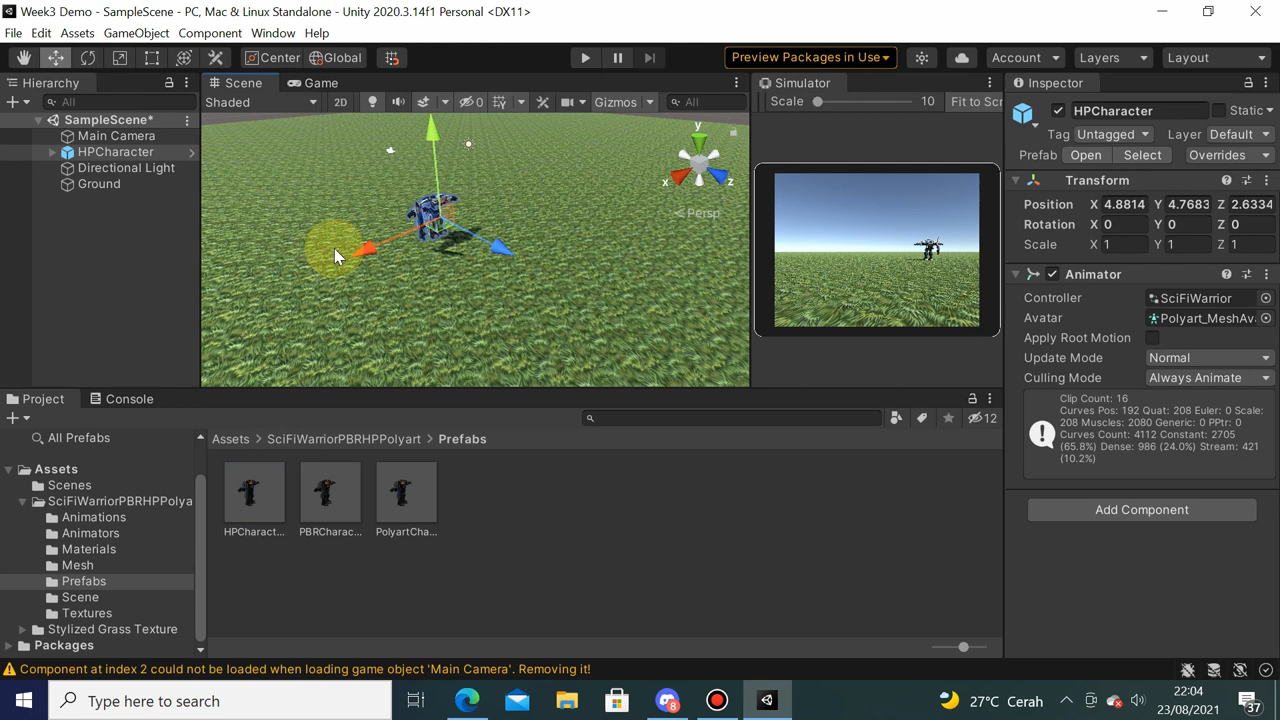 Week3 Demo - SampleScene - PC, Mac & Linux Standalone - Unity 2020.3.14f1 Personal <DX11>
File Edit Assets GameObject Component Window Help
Center Global Preview Packages in Use Account Layers Layout
Hierarchy Scene Game Simulator Inspector
All Shaded 2D 0 Gizmos All Scale 10 Fit to Scr
SampleScene*
Main Camera
HPCharacter
Directional Light
Ground
y
x z
Persp
HPCharacter Static
Tag Untagged Layer Default
Prefab Open Select Overrides
Transform
Position X 4.8814 Y 4.7683 Z 2.6334
Rotation X 0 Y 0 Z 0
Scale X 1 Y 1 Z 1
Animator
Controller SciFiWarrior
Avatar Polyart_MeshAva
Apply Root Motion
Update Mode Normal
Culling Mode Always Animate
Clip Count: 16
Curves Pos: 192 Quat: 208 Euler: 0 Scale:
208 Muscles: 2080 Generic: 0 PPtr: 0
Curves Count: 4112 Constant: 2705
(65.8%) Dense: 986 (24.0%) Stream: 421
(10.2%)
Add Component
Project Console
12
All Prefabs
Assets > SciFiWarriorPBRHPPolyart > Prefabs
Assets
Scenes
SciFiWarriorPBRHPPolya
Animations
Animators
Materials
Mesh
Prefabs
Scene
Textures
Stylized Grass Texture
Packages
HPCharact... PBRCharac... PolyartCha...
Component at index 2 could not be loaded when loading game object 'Main Camera'. Removing it!
Type here to search
8
27°C Cerah
22:04
23/08/2021
37